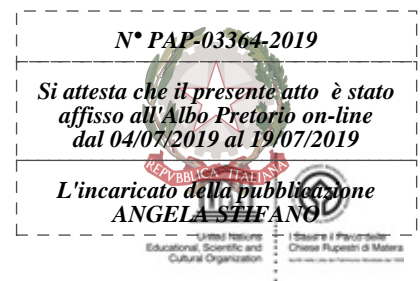 N° PAP-03364-2019
Si attesta che il presente atto è stato
affisso all'Albo Pretorio on-line
dal 04/07/2019 al 19/07/2019
REPVBBLICA ITALIANA
L'incaricato della pubblicazione
ANGELA STIFANO
United Nations
Educational, Scientific and
Cultural Organization
I Sassi e il Parco delle
Chiese Rupestri di Matera